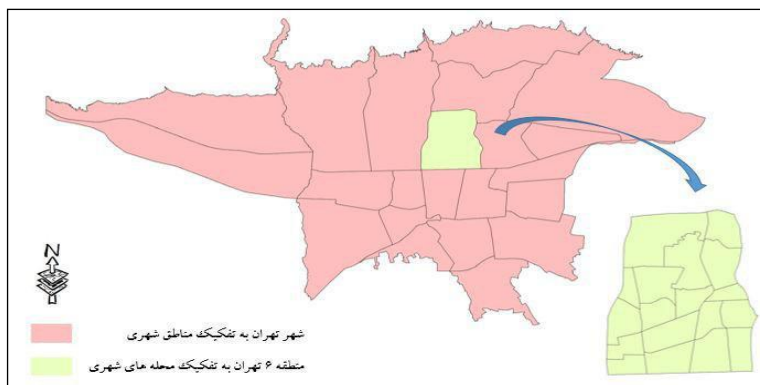 N
شهر تهران به تفکیک مناطق شهری
منطقه ۶ تهران به تفکیک محله های شهری